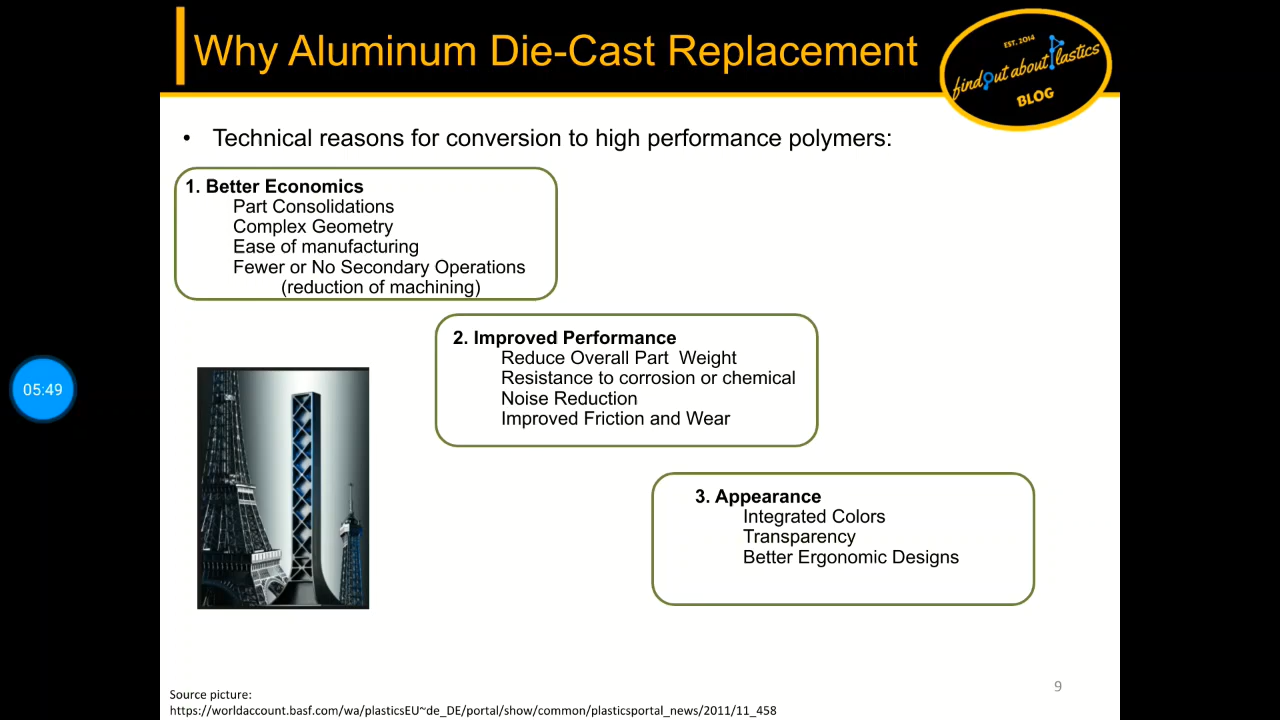 Why Aluminum Die-Cast Replacement
EST. 2014
find out about plastics
BLOG
• Technical reasons for conversion to high performance polymers:
1. Better Economics
Part Consolidations
Complex Geometry
Ease of manufacturing
Fewer or No Secondary Operations
(reduction of machining)
2. Improved Performance
Reduce Overall Part  Weight
Resistance to corrosion or chemical
Noise Reduction
Improved Friction and Wear
05:49
3. Appearance
Integrated Colors
Transparency
Better Ergonomic Designs
9
Source picture:
https://worldaccount.basf.com/wa/plasticsEU~de_DE/portal/show/common/plasticsportal_news/2011/11_458